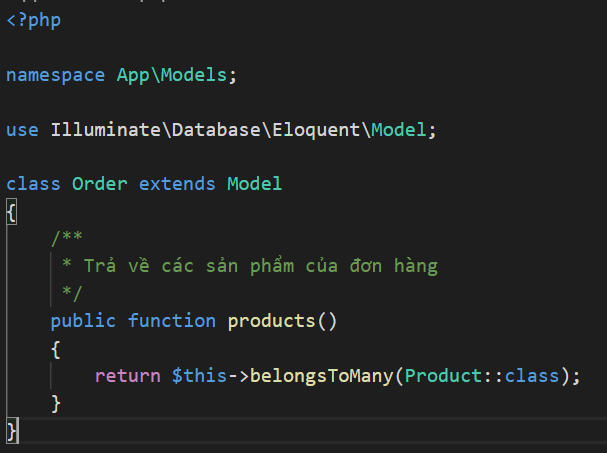 <?php
namespace App\Models;
use Illuminate\Database\Eloquent\Model;
class Order extends Model
{
    /**
     * Trả về các sản phẩm của đơn hàng
     */
    public function products()
    {
        return $this->belongsToMany(Product::class);
    }
}